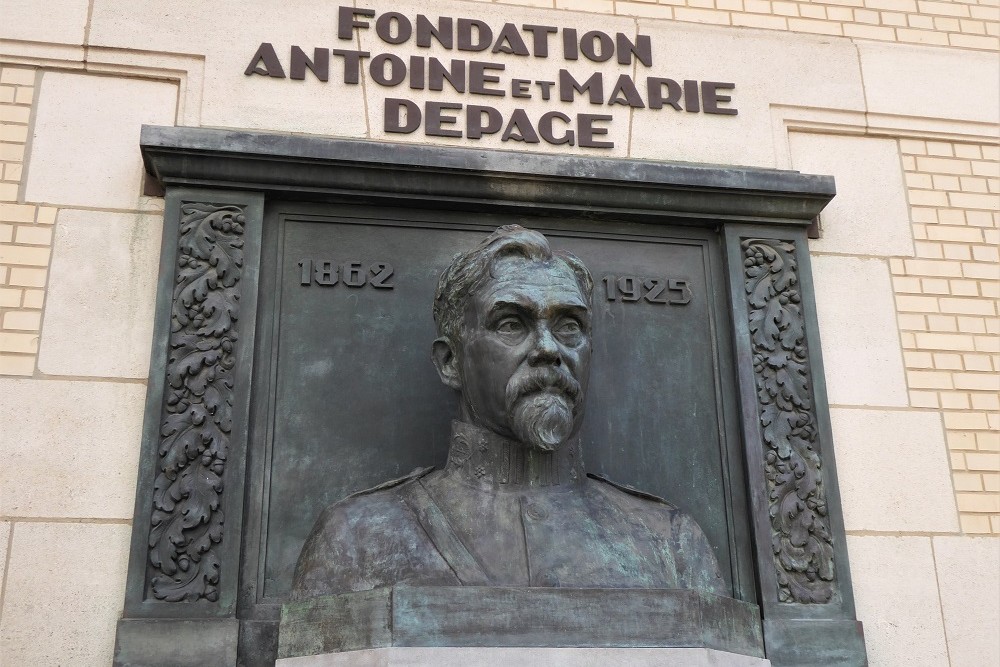 FONDATION
ANTOINE ET MARIE
DEPAGE
1862 1925